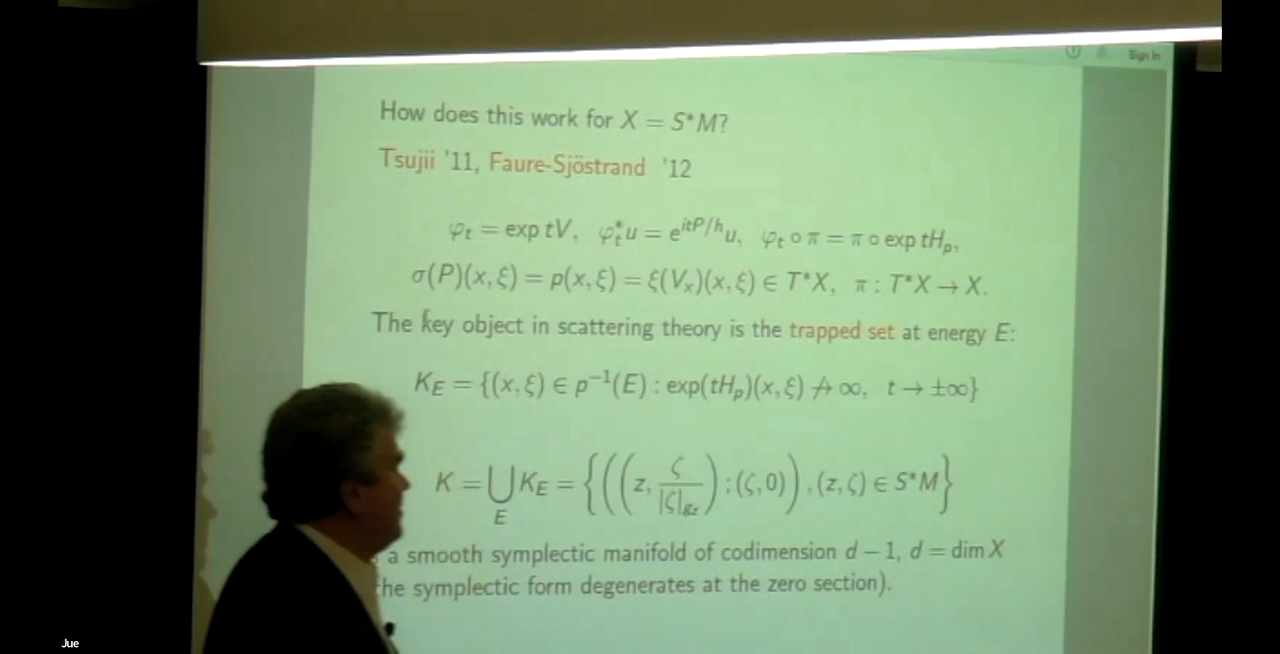 Sign In
How does this work for X = S*M?
Tsujii '11, Faure-Sjöstrand '12
φ_t = exp tV, φ_t^* u = e^{itP/h} u, φ_t ∘ π = π ∘ exp tH_p,
σ(P)(x, ξ) = p(x, ξ) = ξ(V_x)(x, ξ) ∈ T*X, π : T*X → X.
The key object in scattering theory is the trapped set at energy E:
K_E = {(x, ξ) ∈ p^{-1}(E) : exp(tH_p)(x, ξ) ↛ ∞, t → ±∞}
K = ⋃_E K_E = {((z, ζ/|ζ|_{g_z}) ; (ζ, 0)), (z, ζ) ∈ S*M}
a smooth symplectic manifold of codimension d − 1, d = dim X
the symplectic form degenerates at the zero section).
Jue